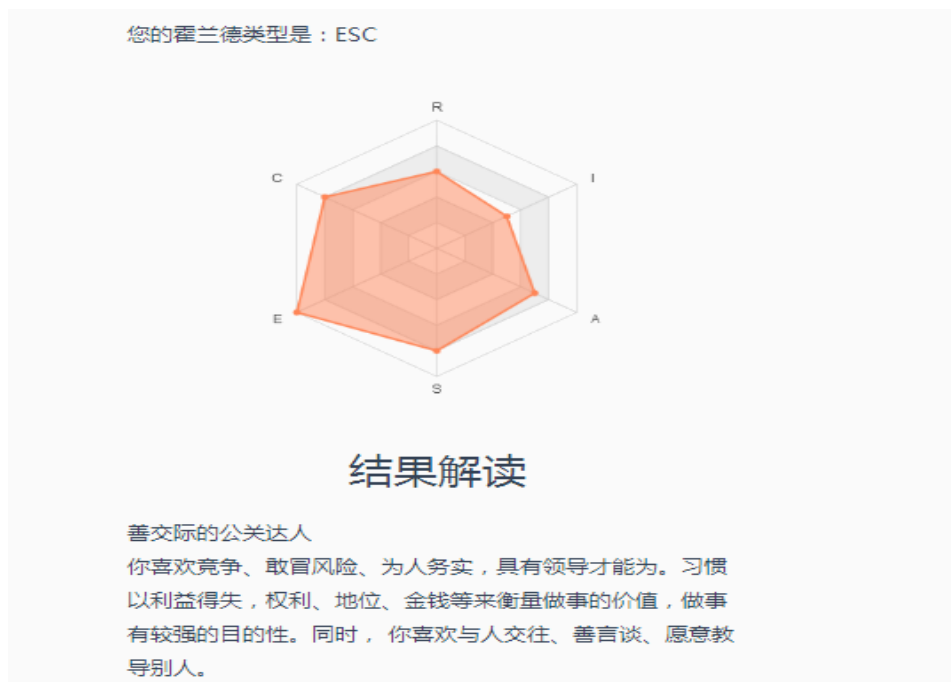 您的霍兰德类型是：ESC
R
C
I
E
A
S
结果解读
善交际的公关达人
你喜欢竞争、敢冒风险、为人务实，具有领导才能为。习惯
以利益得失，权利、地位、金钱等来衡量做事的价值，做事
有较强的目的性。同时， 你喜欢与人交往、善言谈、愿意教
导别人。